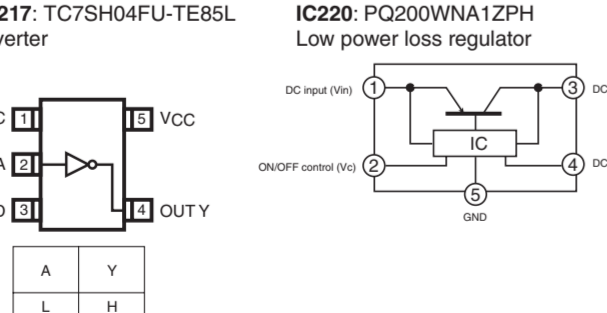 217: TC7SH04FU-TE85L
verter
1
5 VCC
A 2
3
4 OUT Y
A Y
L H
IC220: PQ200WNA1ZPH
Low power loss regulator
DC input (Vin) 1
3 DC
IC
ON/OFF control (Vc) 2
4 DC
5
GND